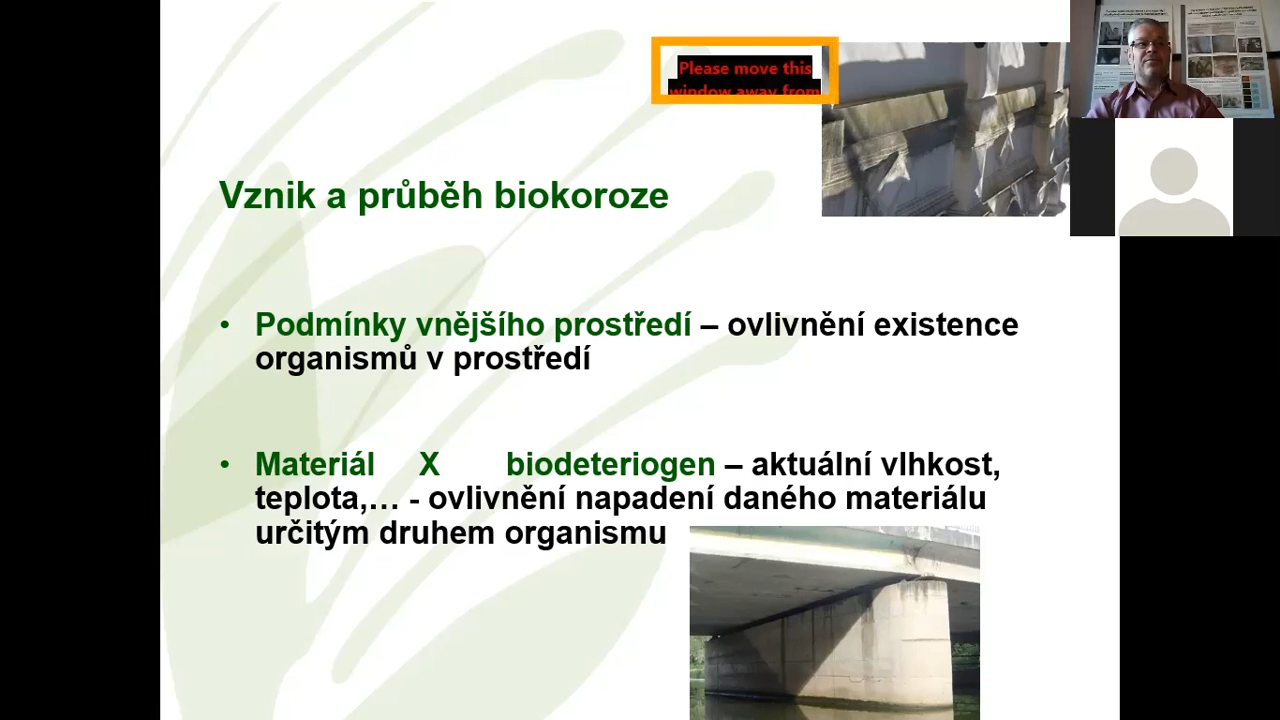 Please move this
window away from
Vznik a průběh biokoroze
• Podmínky vnějšího prostředí – ovlivnění existence
organismů v prostředí
• Materiál X biodeteriogen – aktuální vlhkost,
teplota,… - ovlivnění napadení daného materiálu
určitým druhem organismu